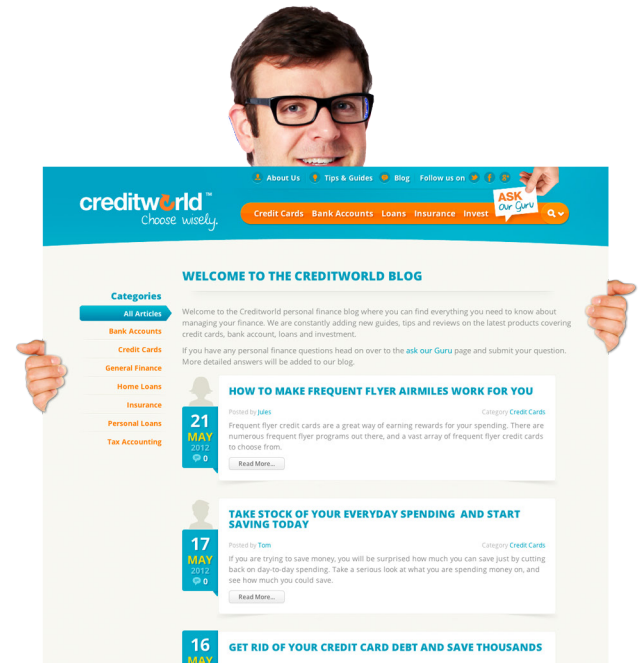 About Us Tips & Guides Blog Follow us on
creditworld™
Choose wisely.
ASK
Our Guru
Credit Cards Bank Accounts Loans Insurance Invest
WELCOME TO THE CREDITWORLD BLOG
Categories
All Articles
Bank Accounts
Credit Cards
General Finance
Home Loans
Insurance
Personal Loans
Tax Accounting
Welcome to the Creditworld personal finance blog where you can find everything you need to know about
managing your finance. We are constantly adding new guides, tips and reviews on the latest products covering
credit cards, bank account, loans and investment.
If you have any personal finance questions head on over to the ask our Guru page and submit your question.
More detailed answers will be added to our blog.
21
MAY
2012
0
HOW TO MAKE FREQUENT FLYER AIRMILES WORK FOR YOU
Posted by Jules Category Credit Cards
Frequent flyer credit cards are a great way of earning rewards for your spending. There are
numerous frequent flyer programs out there, and a vast array of frequent flyer credit cards
to choose from.
Read More...
17
MAY
2012
0
TAKE STOCK OF YOUR EVERYDAY SPENDING AND START
SAVING TODAY
Posted by Tom Category Credit Cards
If you are trying to save money, you will be surprised how much you can save just by cutting
back on day-to-day spending. Take a serious look at what you are spending money on, and
see how much you could save.
Read More...
16
MAY
GET RID OF YOUR CREDIT CARD DEBT AND SAVE THOUSANDS